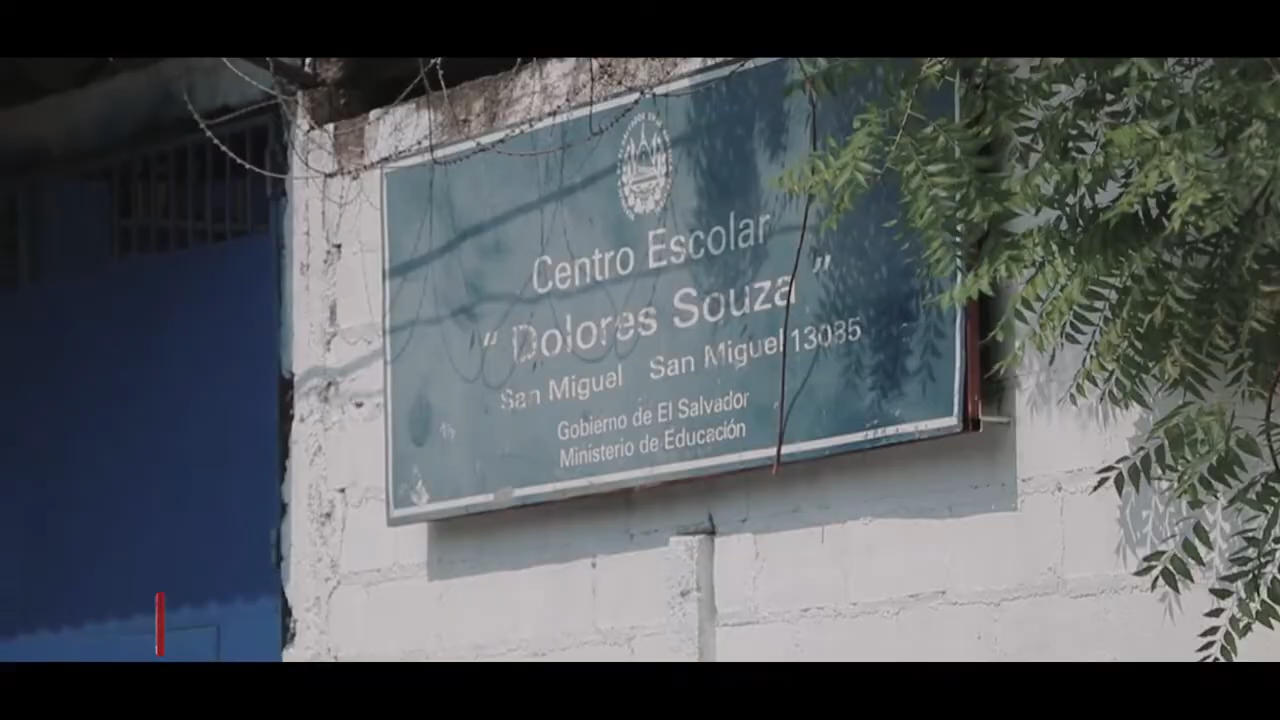 Centro Escolar
“ Dolores Souza ”
San Miguel San Miguel 13085
Gobierno de El Salvador
Ministerio de Educación